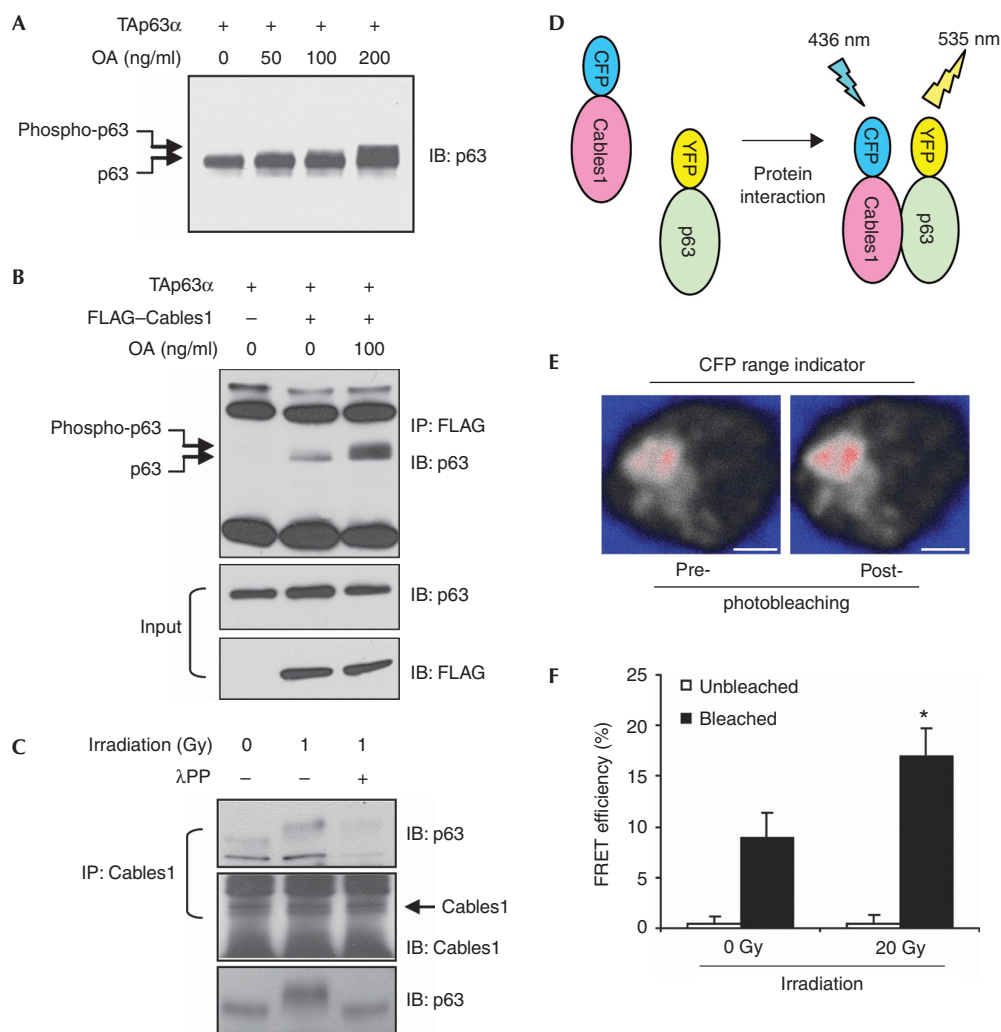 A
TAp63α + + + +
OA (ng/ml) 0 50 100 200
Phospho-p63
p63
IB: p63
B
TAp63α + + +
FLAG–Cables1 – + +
OA (ng/ml) 0 0 100
IP: FLAG
Phospho-p63
p63
IB: p63
Input
IB: p63
IB: FLAG
C
Irradiation (Gy) 0 1 1
λPP – – +
IP: Cables1
IB: p63
Cables1
IB: Cables1
IB: p63
D
436 nm
535 nm
CFP
Cables1
YFP
p63
Protein
interaction
CFP
Cables1
YFP
p63
E
CFP range indicator
Pre-
Post-
photobleaching
F
FRET efficiency (%)
25
20
15
10
5
0
Unbleached
Bleached
*
0 Gy
20 Gy
Irradiation